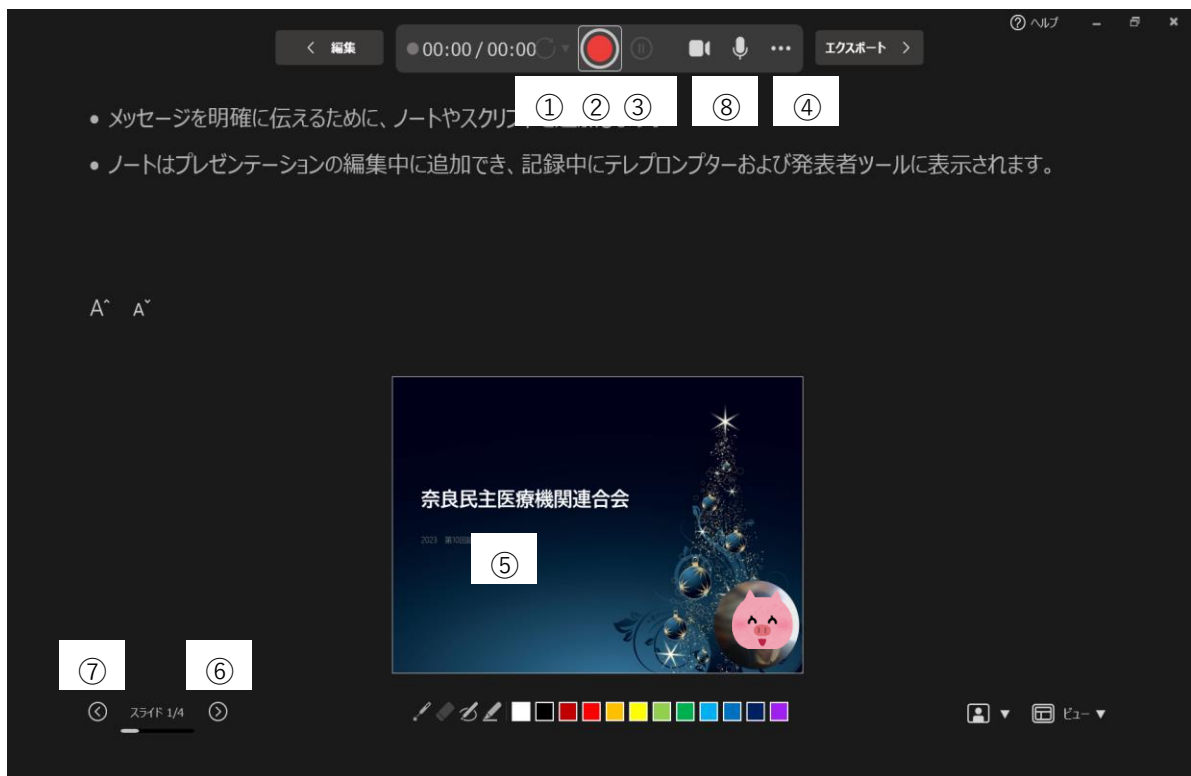 ヘルプ
編集
00:00 / 00:00
エクスポート
① ② ③ ⑧ ④
• メッセージを明確に伝えるために、ノートやスクリプト
• ノートはプレゼンテーションの編集中に追加でき、記録中にテレプロンプターおよび発表者ツールに表示されます。
A^ A˅
奈良民主医療機関連合会
2023 第10回
⑤
⑦ ⑥
スライド 1/4
ビュー